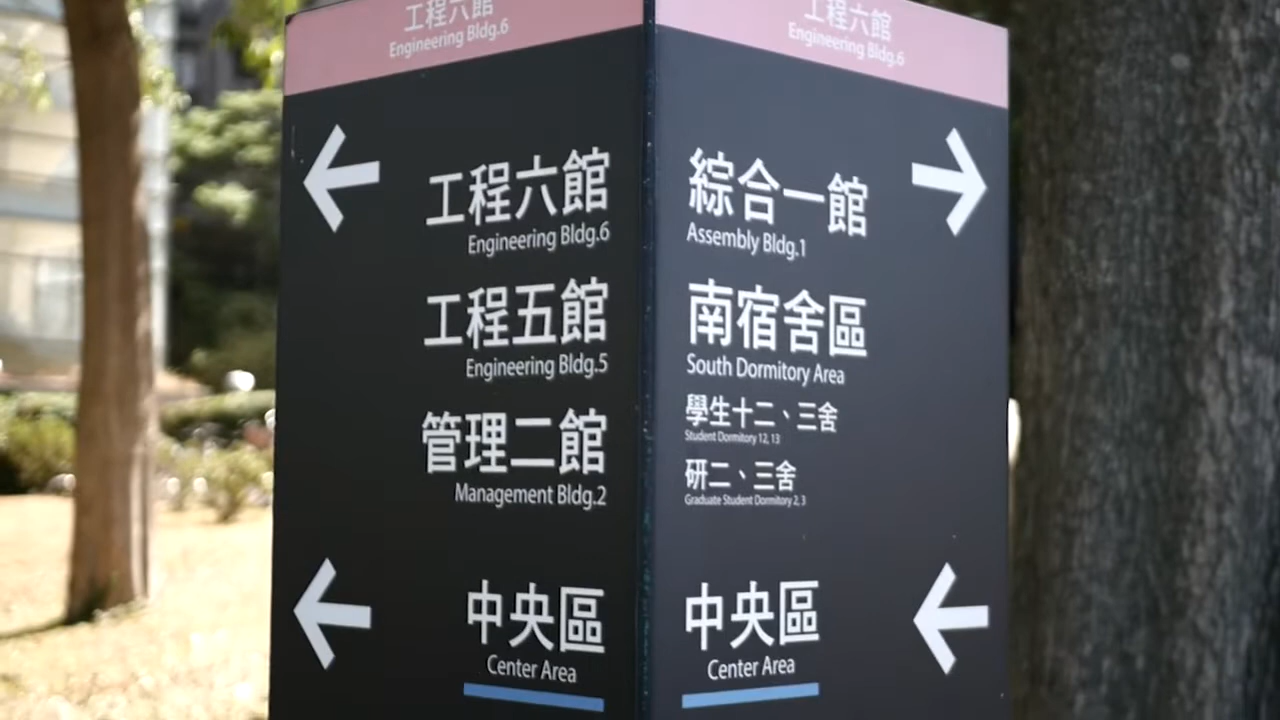 工程六館
Engineering Bldg.6
工程六館
Engineering Bldg.6
工程五館
Engineering Bldg.5
管理二館
Management Bldg.2
中央區
Center Area
工程六館
Engineering Bldg.6
綜合一館
Assembly Bldg.1
南宿舍區
South Dormitory Area
學生十二、三舍
Student Dormitory 12, 13
研二、三舍
Graduate Student Dormitory 2, 3
中央區
Center Area